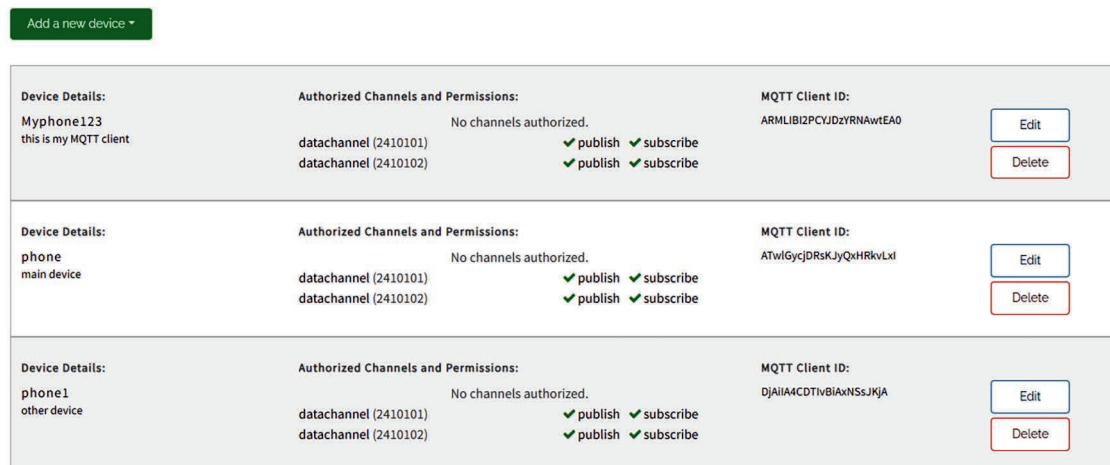 Add a new device
Device Details: Authorized Channels and Permissions: MQTT Client ID:
Myphone123 No channels authorized. ARMLIBI2PCYJDzYRNAwtEA0
this is my MQTT client
datachannel (2410101) publish subscribe
datachannel (2410102) publish subscribe
Edit
Delete
Device Details: Authorized Channels and Permissions: MQTT Client ID:
phone No channels authorized. ATwlGycjDRsKJyQxHRkvLxI
main device
datachannel (2410101) publish subscribe
datachannel (2410102) publish subscribe
Edit
Delete
Device Details: Authorized Channels and Permissions: MQTT Client ID:
phone1 No channels authorized. DjAiIA4CDTIvBiAxNSsJKjA
other device
datachannel (2410101) publish subscribe
datachannel (2410102) publish subscribe
Edit
Delete